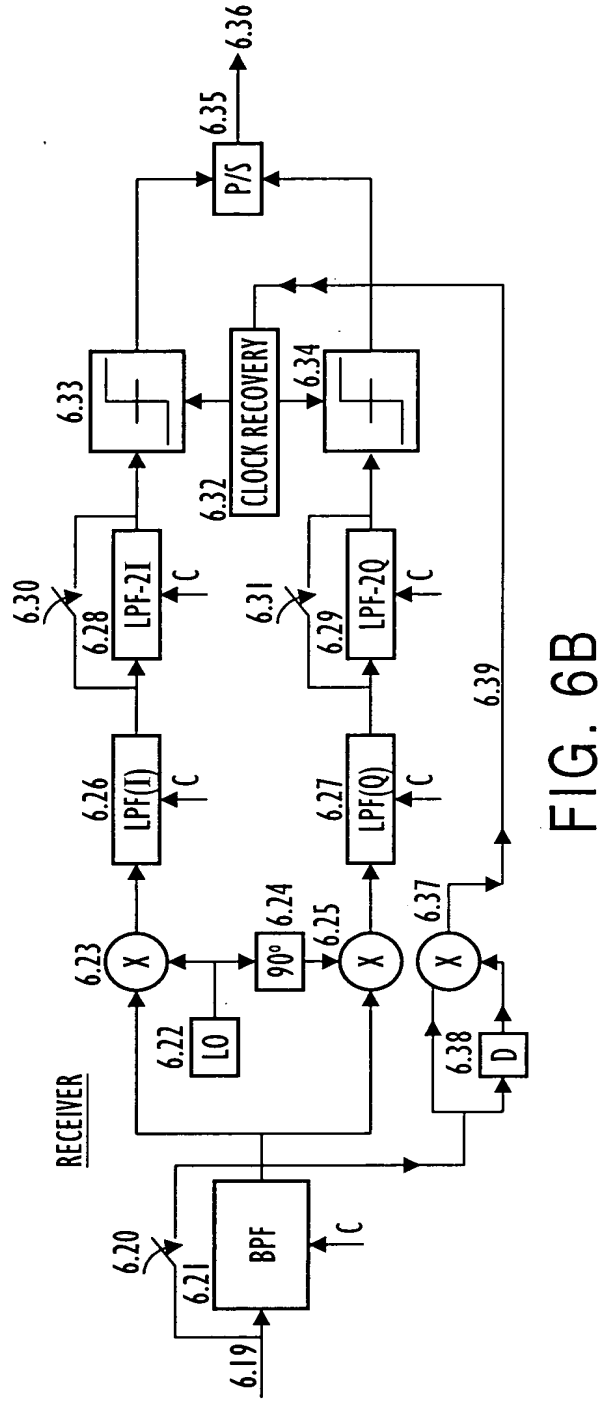 RECEIVER
6.19
6.20
6.21
BPF
C
6.22
LO
6.23
X
90°
6.24
6.25
X
6.26
LPF(I)
C
6.27
LPF(Q)
C
6.30
6.28
LPF-2I
C
6.31
6.29
LPF-2Q
C
6.33
6.32
CLOCK RECOVERY
6.34
P/S
6.35
6.36
6.37
X
6.38
D
6.39
FIG. 6B